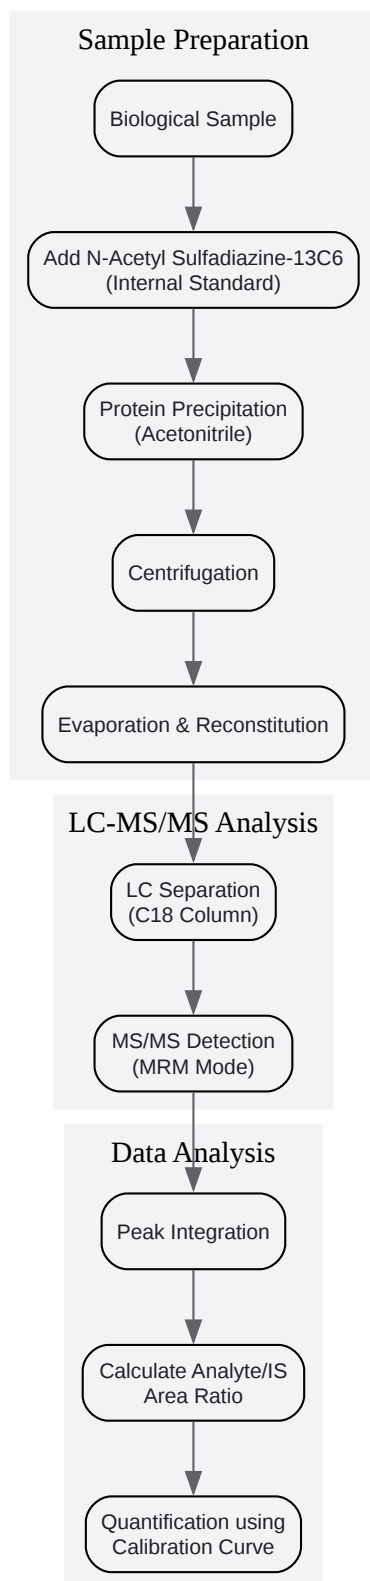 Sample Preparation
Biological Sample
Add N-Acetyl Sulfadiazine-13C6
(Internal Standard)
Protein Precipitation
(Acetonitrile)
Centrifugation
Evaporation & Reconstitution
LC-MS/MS Analysis
LC Separation
(C18 Column)
MS/MS Detection
(MRM Mode)
Data Analysis
Peak Integration
Calculate Analyte/IS
Area Ratio
Quantification using
Calibration Curve